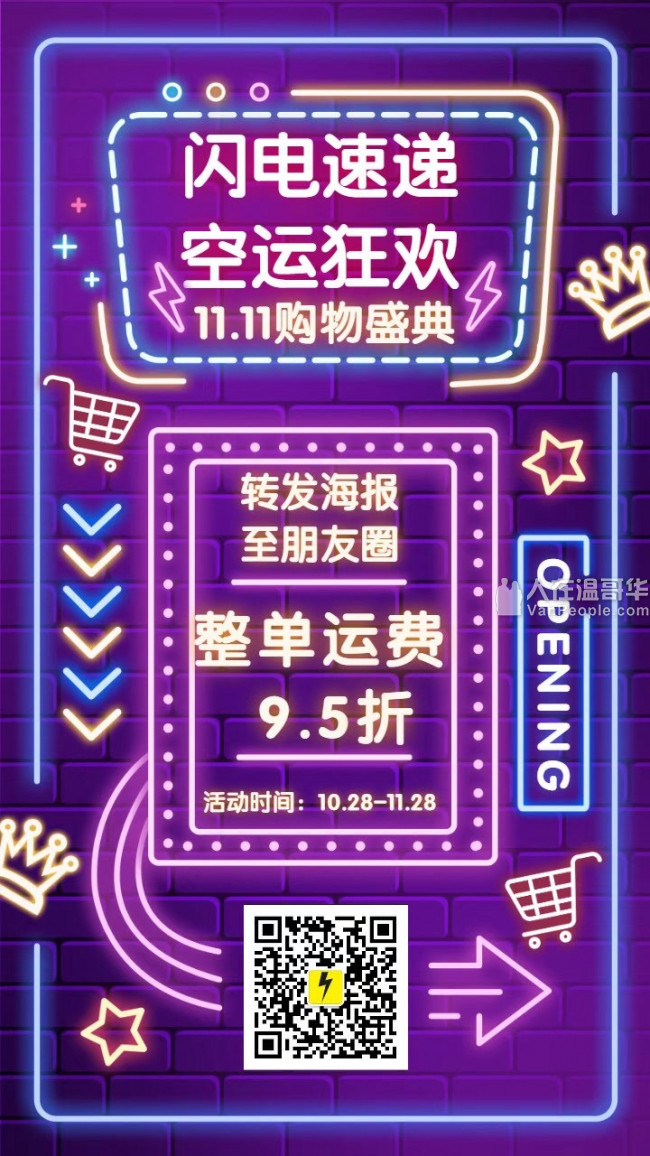 闪电速递
空运狂欢
11.11购物盛典
转发海报
至朋友圈
整单运费
9.5折
活动时间：10.28-11.28
OPENING
人在温哥华
VanPeople.com